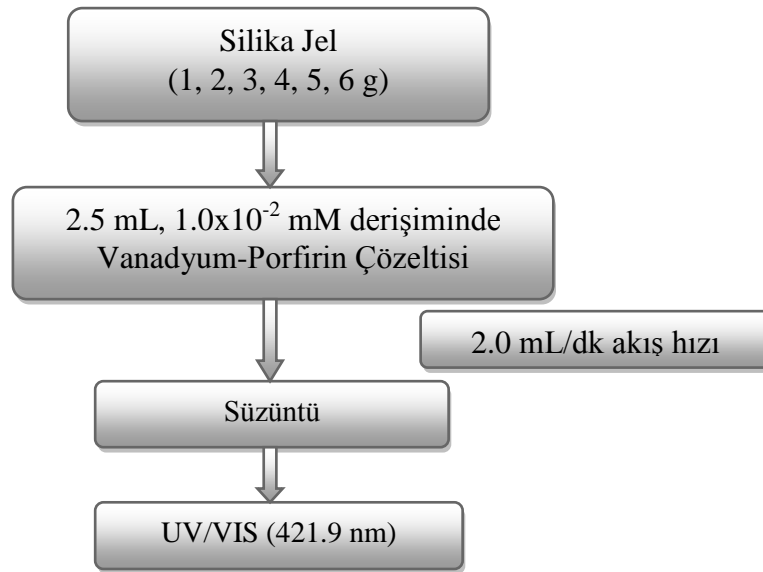 Silika Jel
(1, 2, 3, 4, 5, 6 g)
2.5 mL, 1.0x10⁻² mM derişiminde
Vanadyum-Porfirin Çözeltisi
2.0 mL/dk akış hızı
Süzüntü
UV/VIS (421.9 nm)